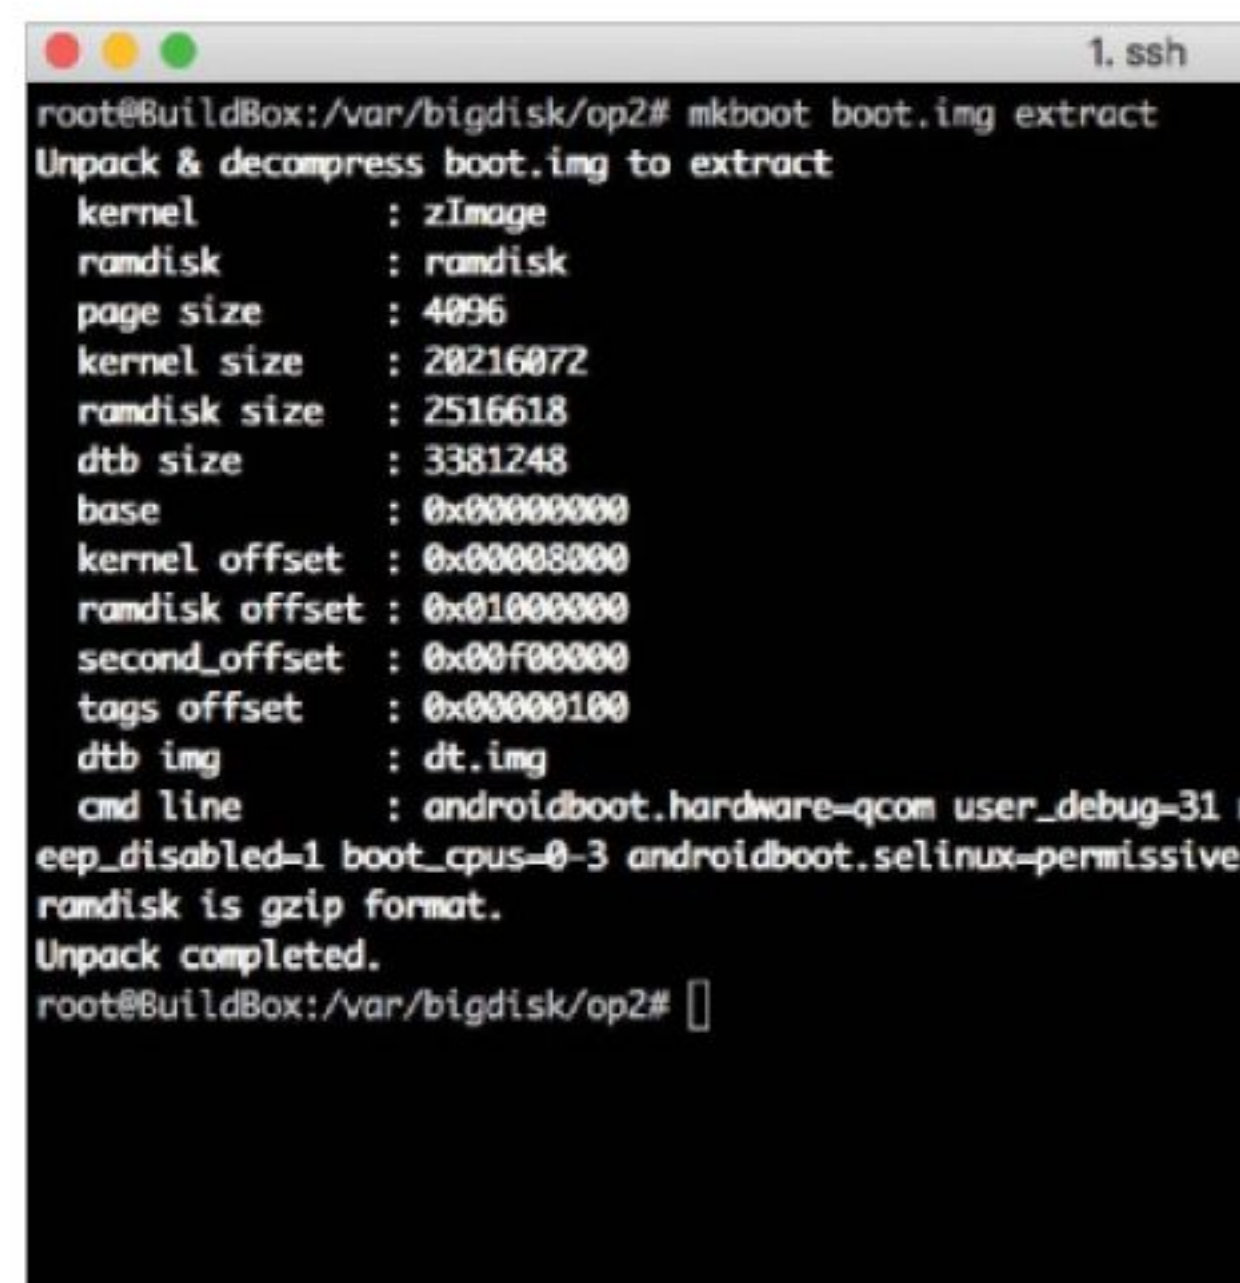 1. ssh
root@BuildBox:/var/bigdisk/op2# mkboot boot.img extract
Unpack & decompress boot.img to extract
  kernel          : zImage
  ramdisk         : ramdisk
  page size       : 4096
  kernel size     : 20216072
  ramdisk size    : 2516618
  dtb size        : 3381248
  base            : 0x00000000
  kernel offset   : 0x00008000
  ramdisk offset  : 0x01000000
  second_offset   : 0x00f00000
  tags offset     : 0x00000100
  dtb img         : dt.img
  cmd line        : androidboot.hardware=qcom user_debug=31
eep_disabled=1 boot_cpus=0-3 androidboot.selinux=permissive
ramdisk is gzip format.
Unpack completed.
root@BuildBox:/var/bigdisk/op2#